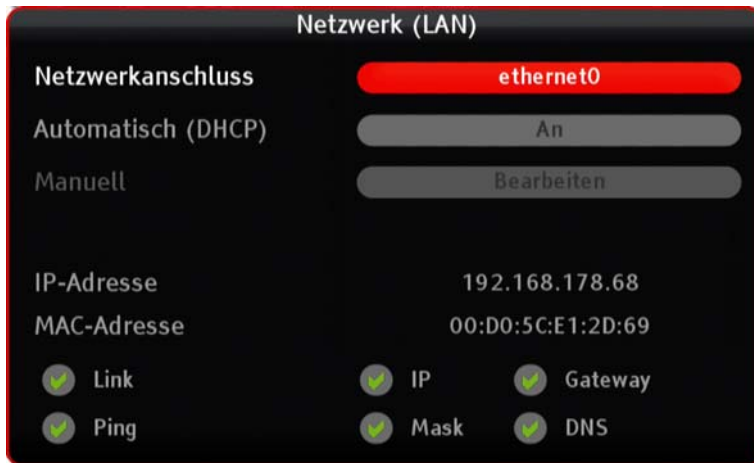 Netzwerk (LAN)
Netzwerkanschluss ethernet0
Automatisch (DHCP) An
Manuell Bearbeiten
IP-Adresse 192.168.178.68
MAC-Adresse 00:D0:5C:E1:2D:69
Link IP Gateway
Ping Mask DNS